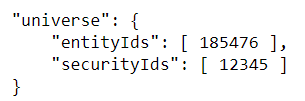 "universe": {
    "entityIds": [ 185476 ],
    "securityIds": [ 12345 ]
}